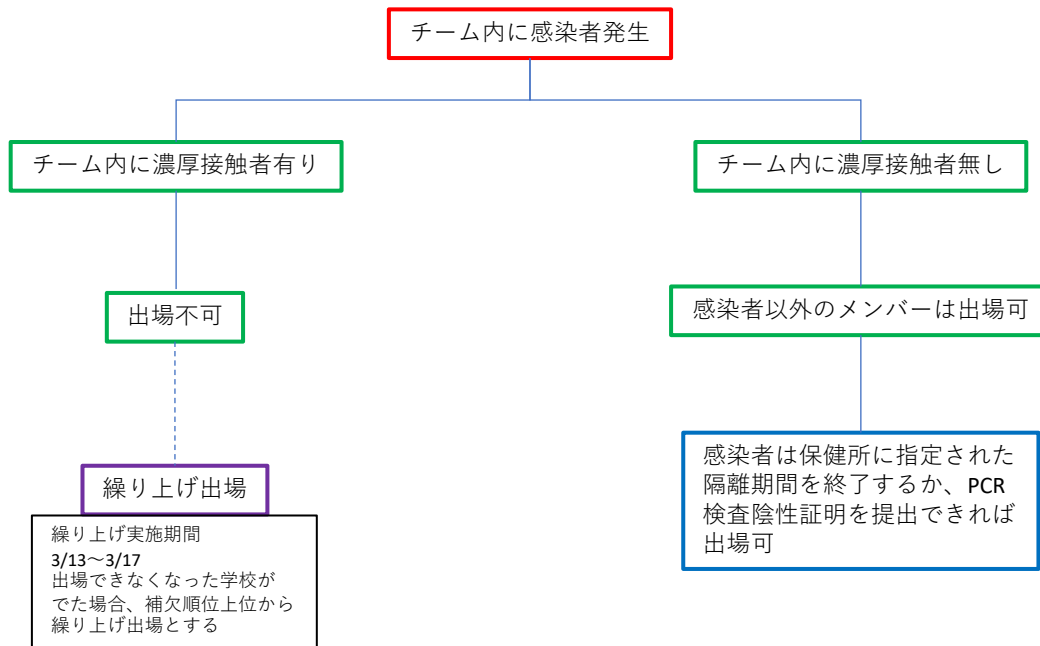 チーム内に感染者発生
チーム内に濃厚接触者有り
チーム内に濃厚接触者無し
出場不可
感染者以外のメンバーは出場可
繰り上げ出場
繰り上げ実施期間
3/13～3/17
出場できなくなった学校が
でた場合、補欠順位上位から
繰り上げ出場とする
感染者は保健所に指定された
隔離期間を終了するか、PCR
検査陰性証明を提出できれば
出場可